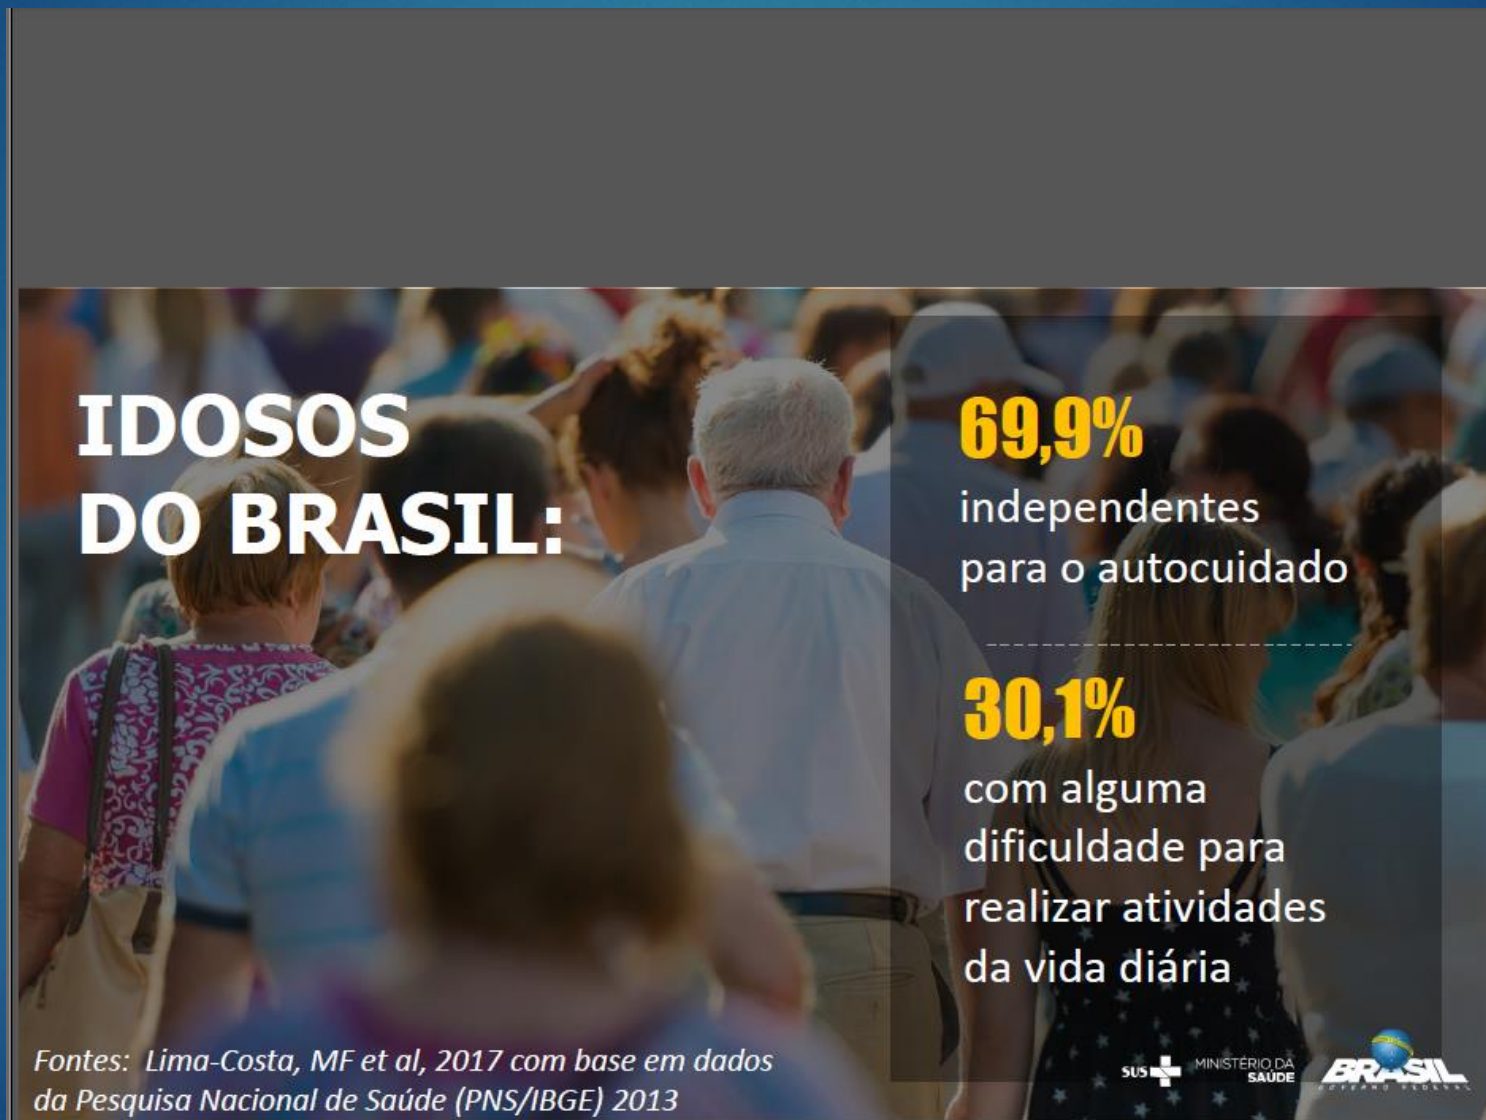 IDOSOS
DO BRASIL:
69,9%
independentes
para o autocuidado
30,1%
com alguma
dificuldade para
realizar atividades
da vida diária
Fontes:  Lima-Costa, MF et al, 2017 com base em dados
da Pesquisa Nacional de Saúde (PNS/IBGE) 2013
SUS
MINISTÉRIO DA
SAÚDE
BRASIL
GOVERNO FEDERAL